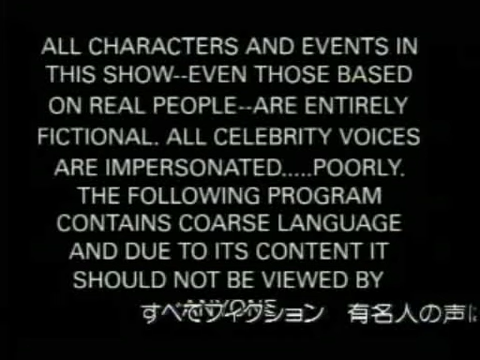 ALL CHARACTERS AND EVENTS IN
THIS SHOW--EVEN THOSE BASED
ON REAL PEOPLE--ARE ENTIRELY
FICTIONAL. ALL CELEBRITY VOICES
ARE IMPERSONATED.....POORLY.
THE FOLLOWING PROGRAM
CONTAINS COARSE LANGUAGE
AND DUE TO ITS CONTENT IT
SHOULD NOT BE VIEWED BY
*ANYONE*
すべてフィクション 有名人の声は